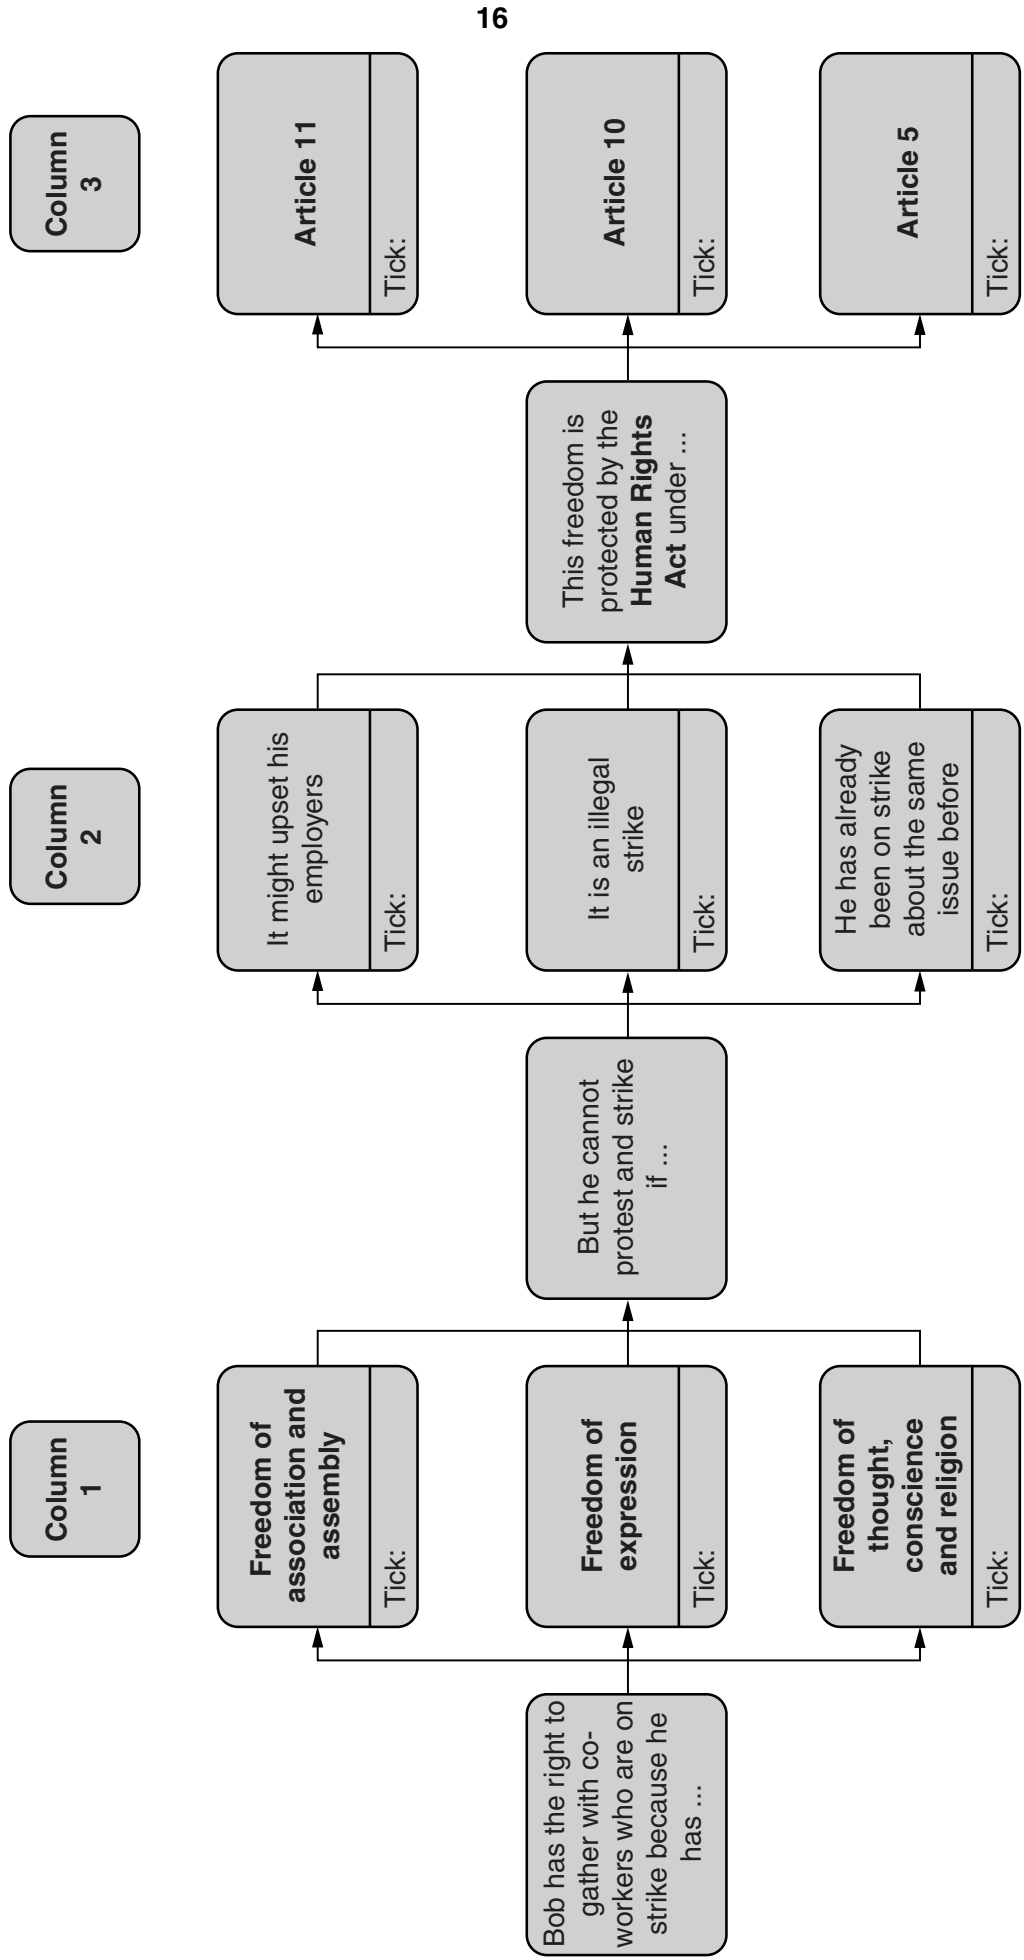 16
Column
1
Column
2
Column
3
Bob has the right to
gather with co-
workers who are on
strike because he
has ...
Freedom of
association and
assembly
Tick:
Freedom of
expression
Tick:
Freedom of
thought,
conscience
and religion
Tick:
But he cannot
protest and strike
if ...
It might upset his
employers
Tick:
It is an illegal
strike
Tick:
He has already
been on strike
about the same
issue before
Tick:
This freedom is
protected by the
Human Rights
Act under ...
Article 11
Tick:
Article 10
Tick:
Article 5
Tick: